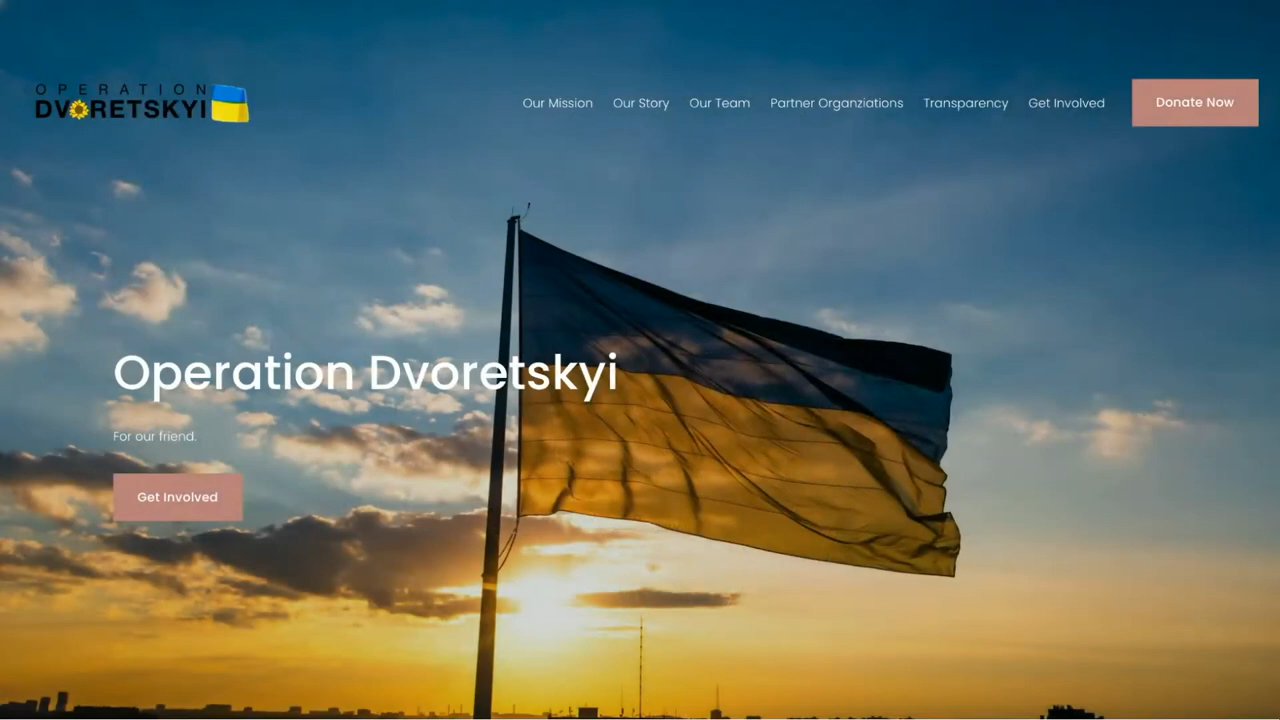 OPERATION
DVORETSKYI
Our Mission Our Story Our Team Partner Organziations Transparency Get Involved Donate Now
Operation Dvoretskyi
For our friend.
Get Involved